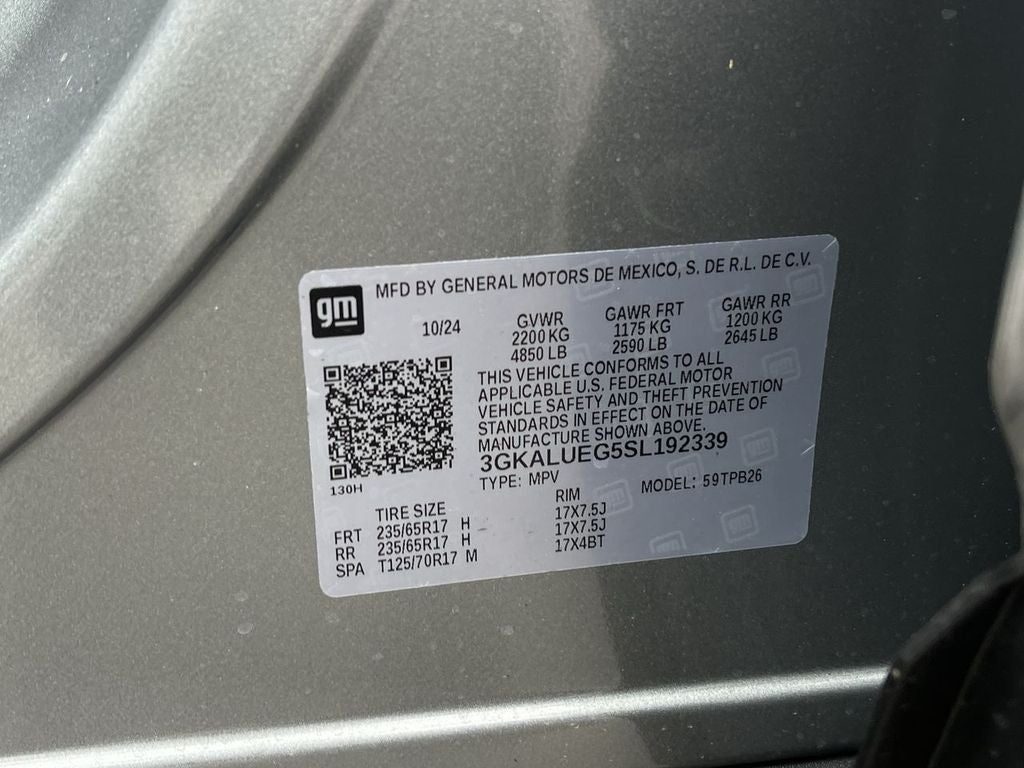 gm
MFD BY GENERAL MOTORS DE MEXICO, S. DE R.L. DE C.V.
10/24
GVWR GAWR FRT GAWR RR
2200 KG 1175 KG 1200 KG
4850 LB 2590 LB 2645 LB
THIS VEHICLE CONFORMS TO ALL
APPLICABLE U.S. FEDERAL MOTOR
VEHICLE SAFETY AND THEFT PREVENTION
STANDARDS IN EFFECT ON THE DATE OF
MANUFACTURE SHOWN ABOVE.
3GKALUEG5SL192339
130H
TYPE: MPV MODEL: 59TPB26
TIRE SIZE RIM
FRT 235/65R17 H 17X7.5J
RR 235/65R17 H 17X7.5J
SPA T125/70R17 M 17X4BT